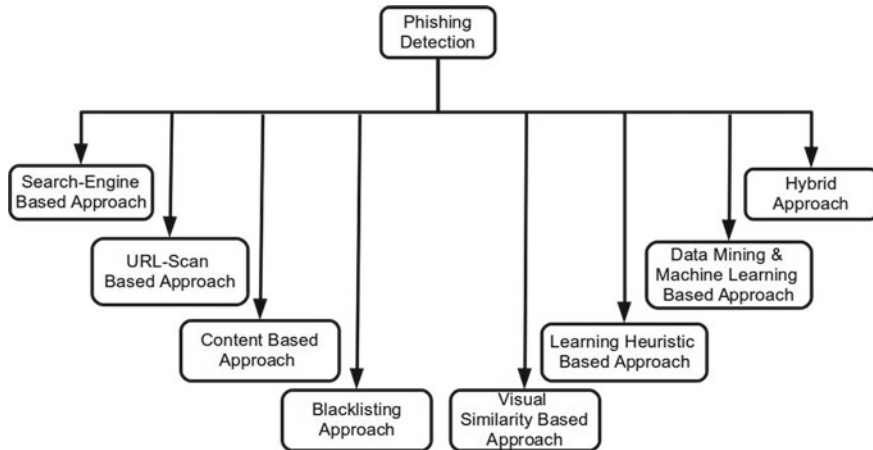 Phishing
Detection
Search-Engine
Based Approach
URL-Scan
Based Approach
Content Based
Approach
Blacklisting
Approach
Visual
Similarity Based
Approach
Learning Heuristic
Based Approach
Data Mining &
Machine Learning
Based Approach
Hybrid
Approach